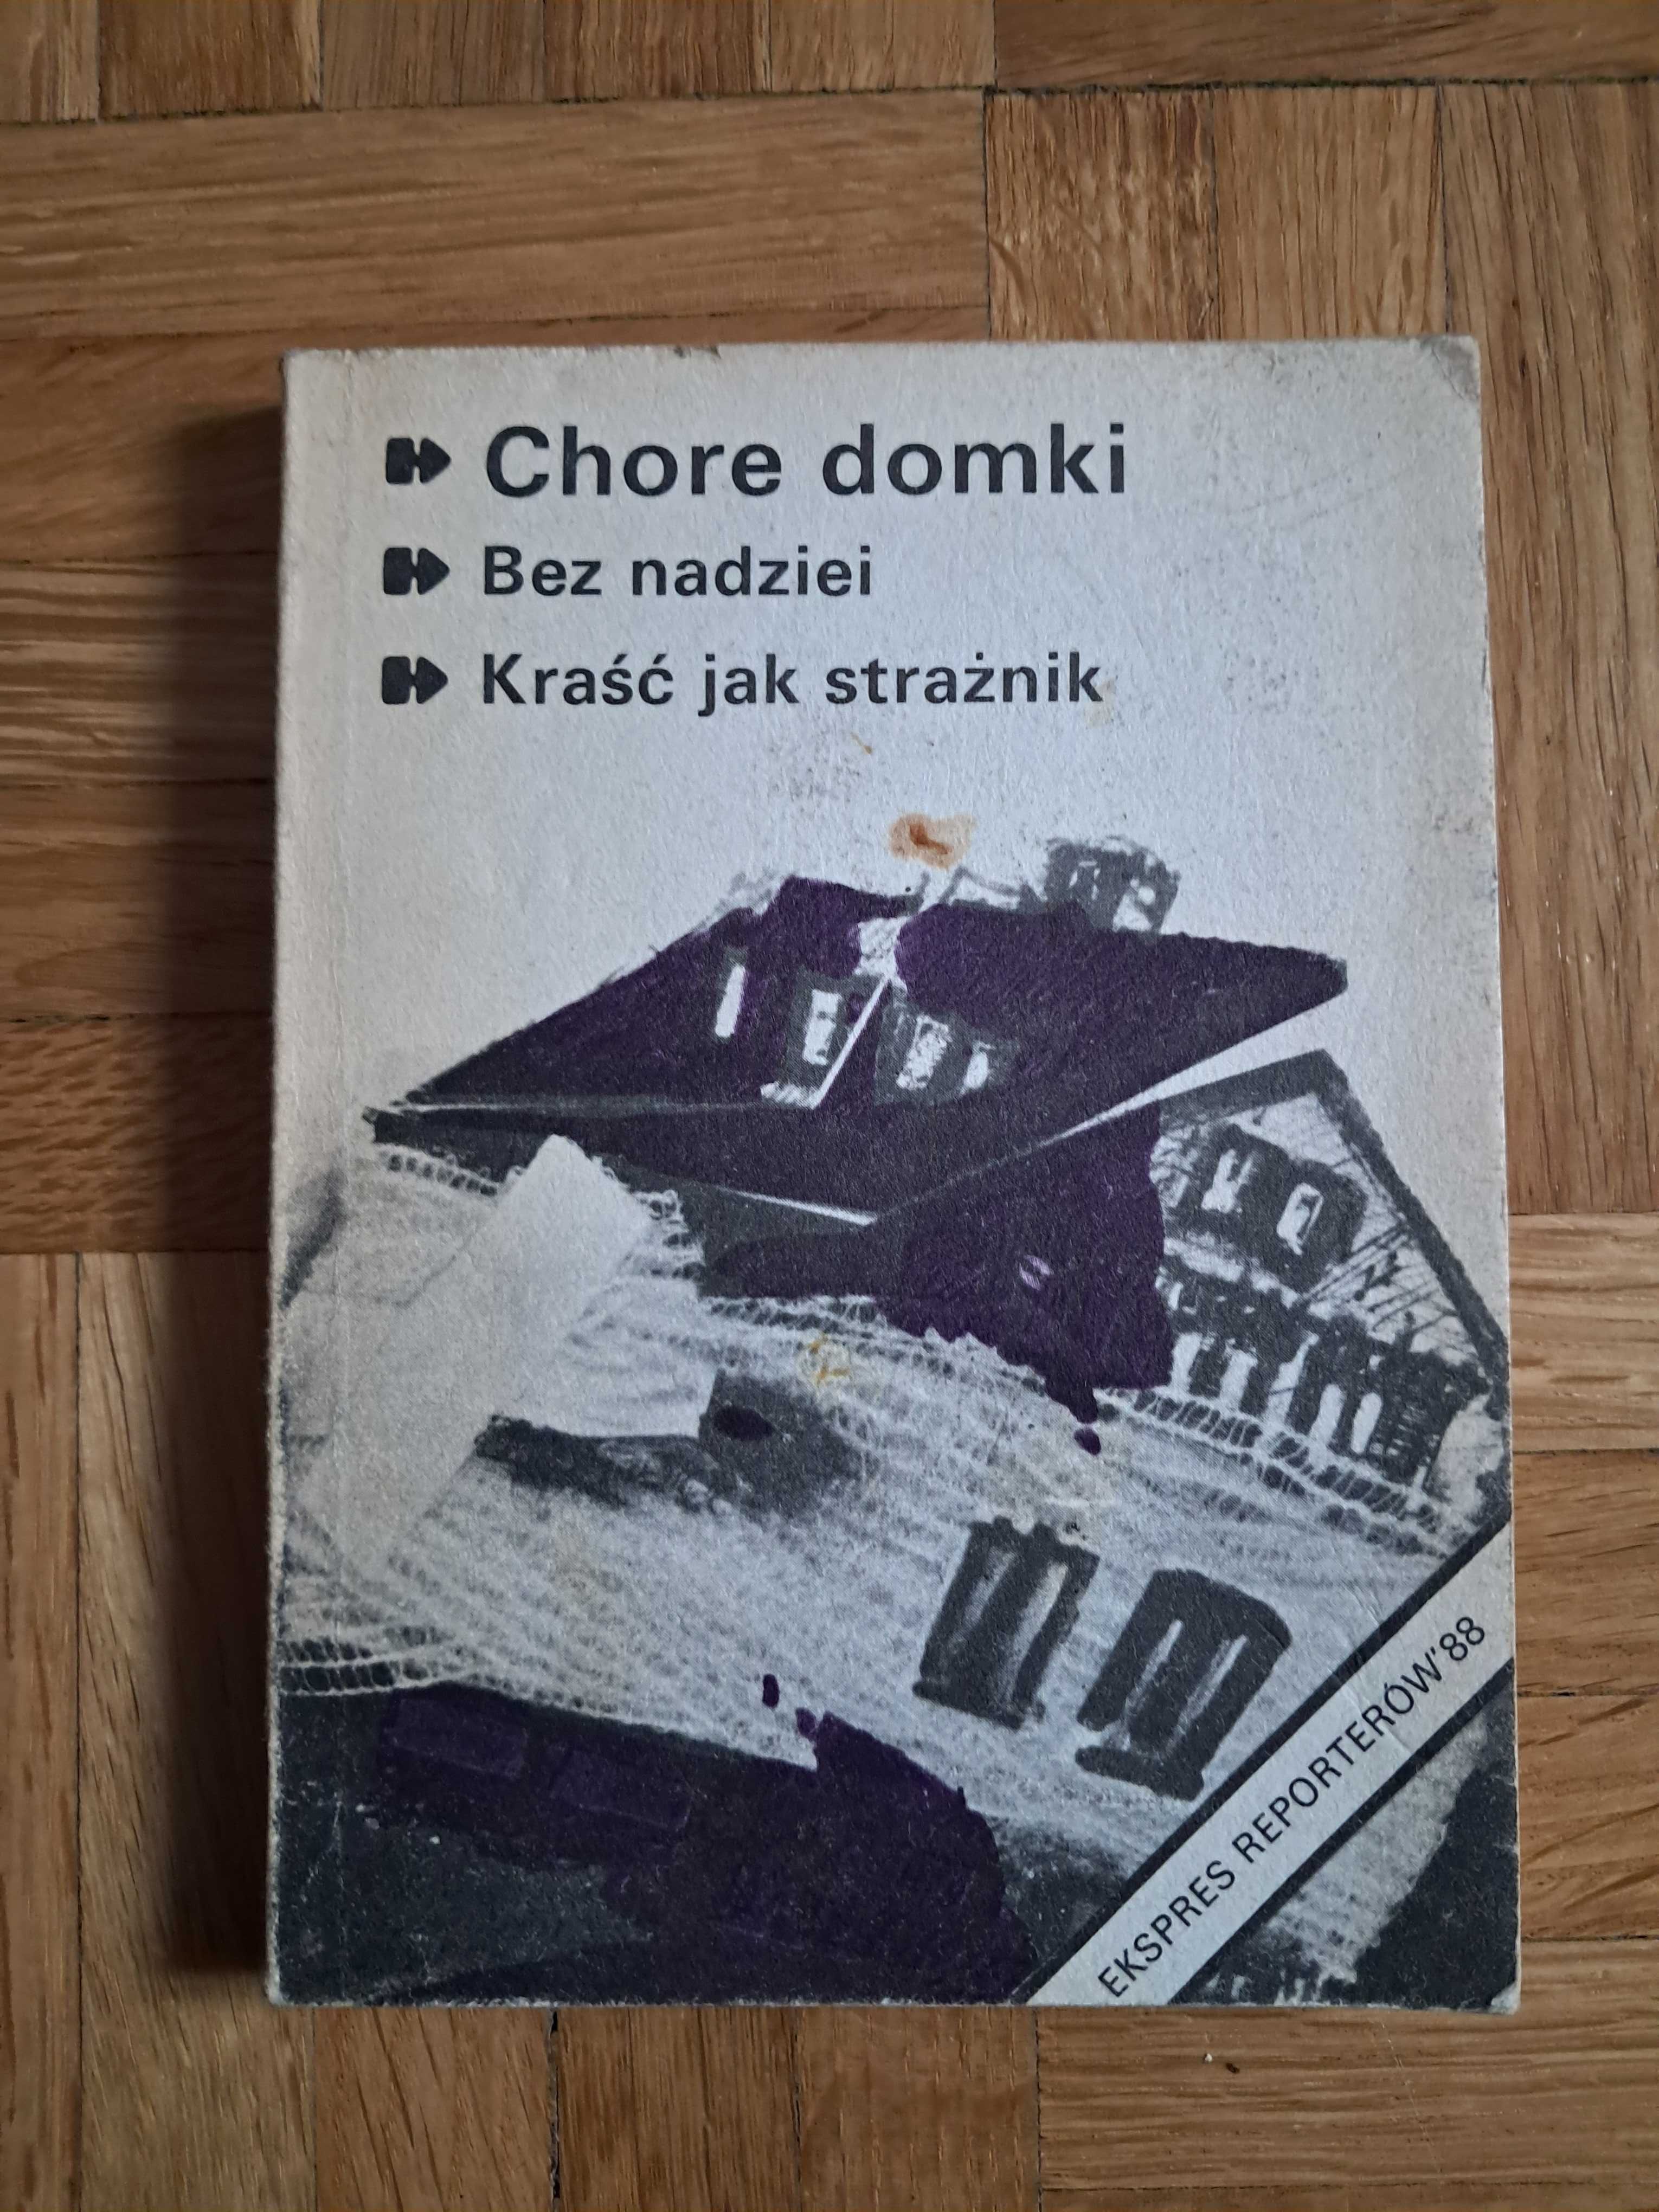 Chore domki
Bez nadziei
Kraść jak strażnik
EKSPRES REPORTERÓW'88